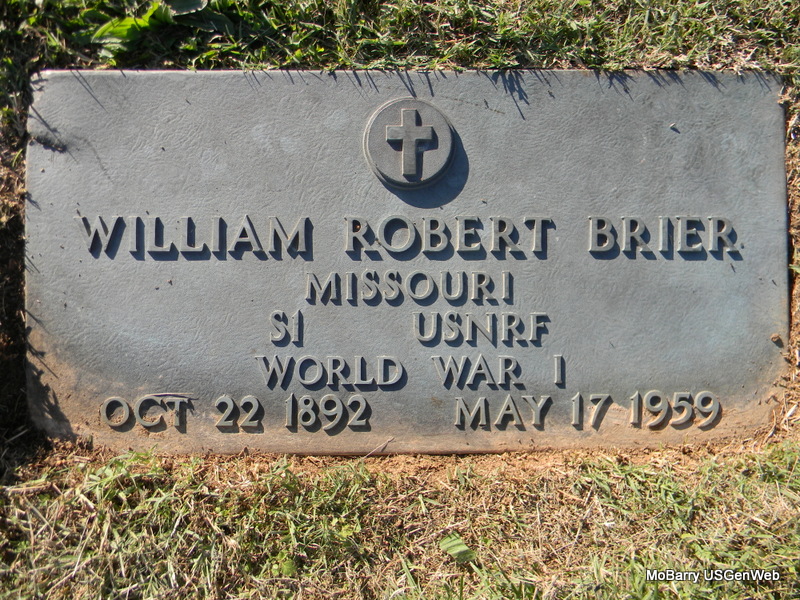 WILLIAM ROBERT BRIER
MISSOURI
S1 USNRF
WORLD WAR I
OCT 22 1892 MAY 17 1959
MoBarry USGenWeb